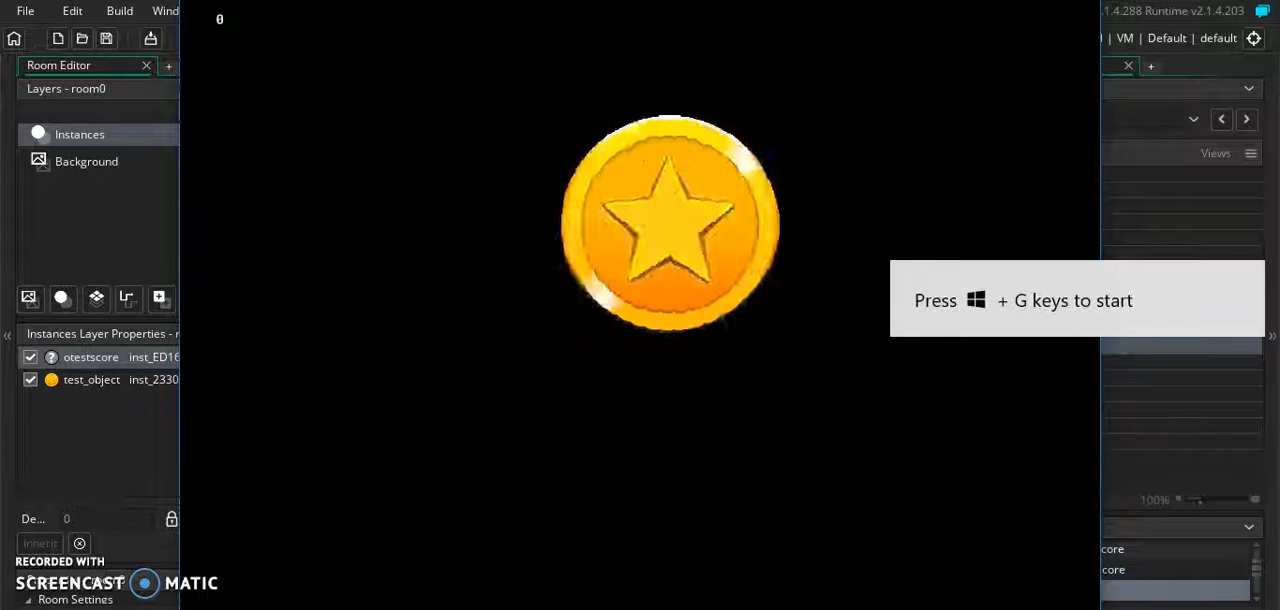 File Edit Build Wind
0
.1.4.288 Runtime v2.1.4.203
| VM | Default | default
Room Editor
Layers - room0
Instances
Background
Views
Press + G keys to start
Instances Layer Properties - r
otestscore inst_ED16
test_object inst_2330
100%
De... 0
Inherit
core
core
RECORDED WITH
SCREENCAST MATIC
Room Settings